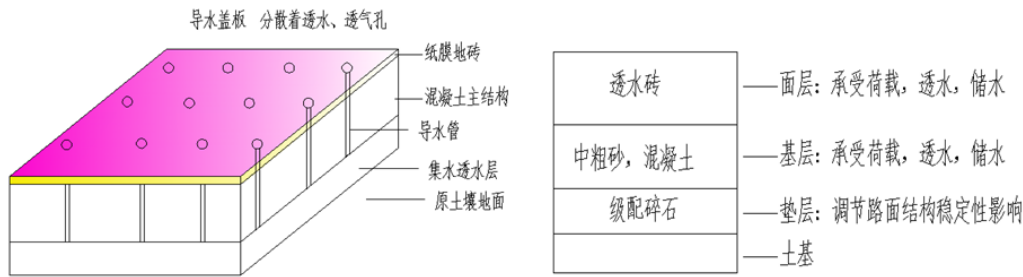 导水盖板 分散着透水、透气孔
纸膜地砖
混凝土主结构
导水管
集水透水层
原土壤地面
透水砖
面层：承受荷载，透水，储水
中粗砂，混凝土
基层：承受荷载，透水，储水
级配碎石
垫层：调节路面结构稳定性影响
土基